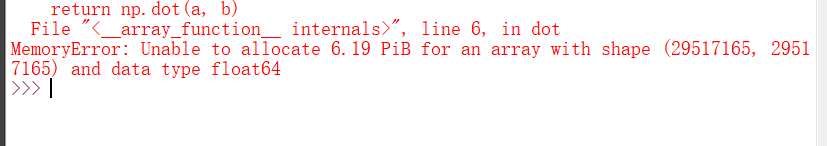 return np.dot(a, b)
File "<__array_function__ internals>", line 6, in dot
MemoryError: Unable to allocate 6.19 PiB for an array with shape (29517165, 2951
7165) and data type float64
>>>